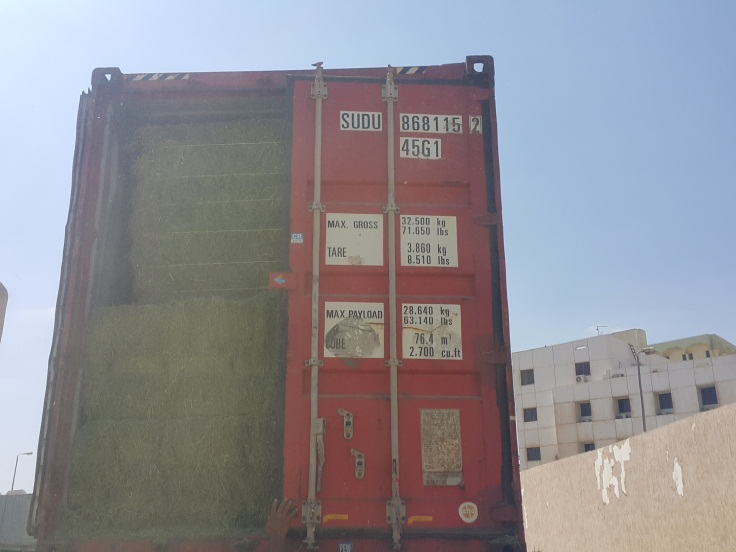 SUDU 868115 2
45G1
MAX. GROSS 32.500 kg
71.650 lbs
TARE 3.860 kg
8.510 lbs
MAX.PAYLOAD 28.640 kg
63.140 lbs
76.4 m³
2.700 cu.ft